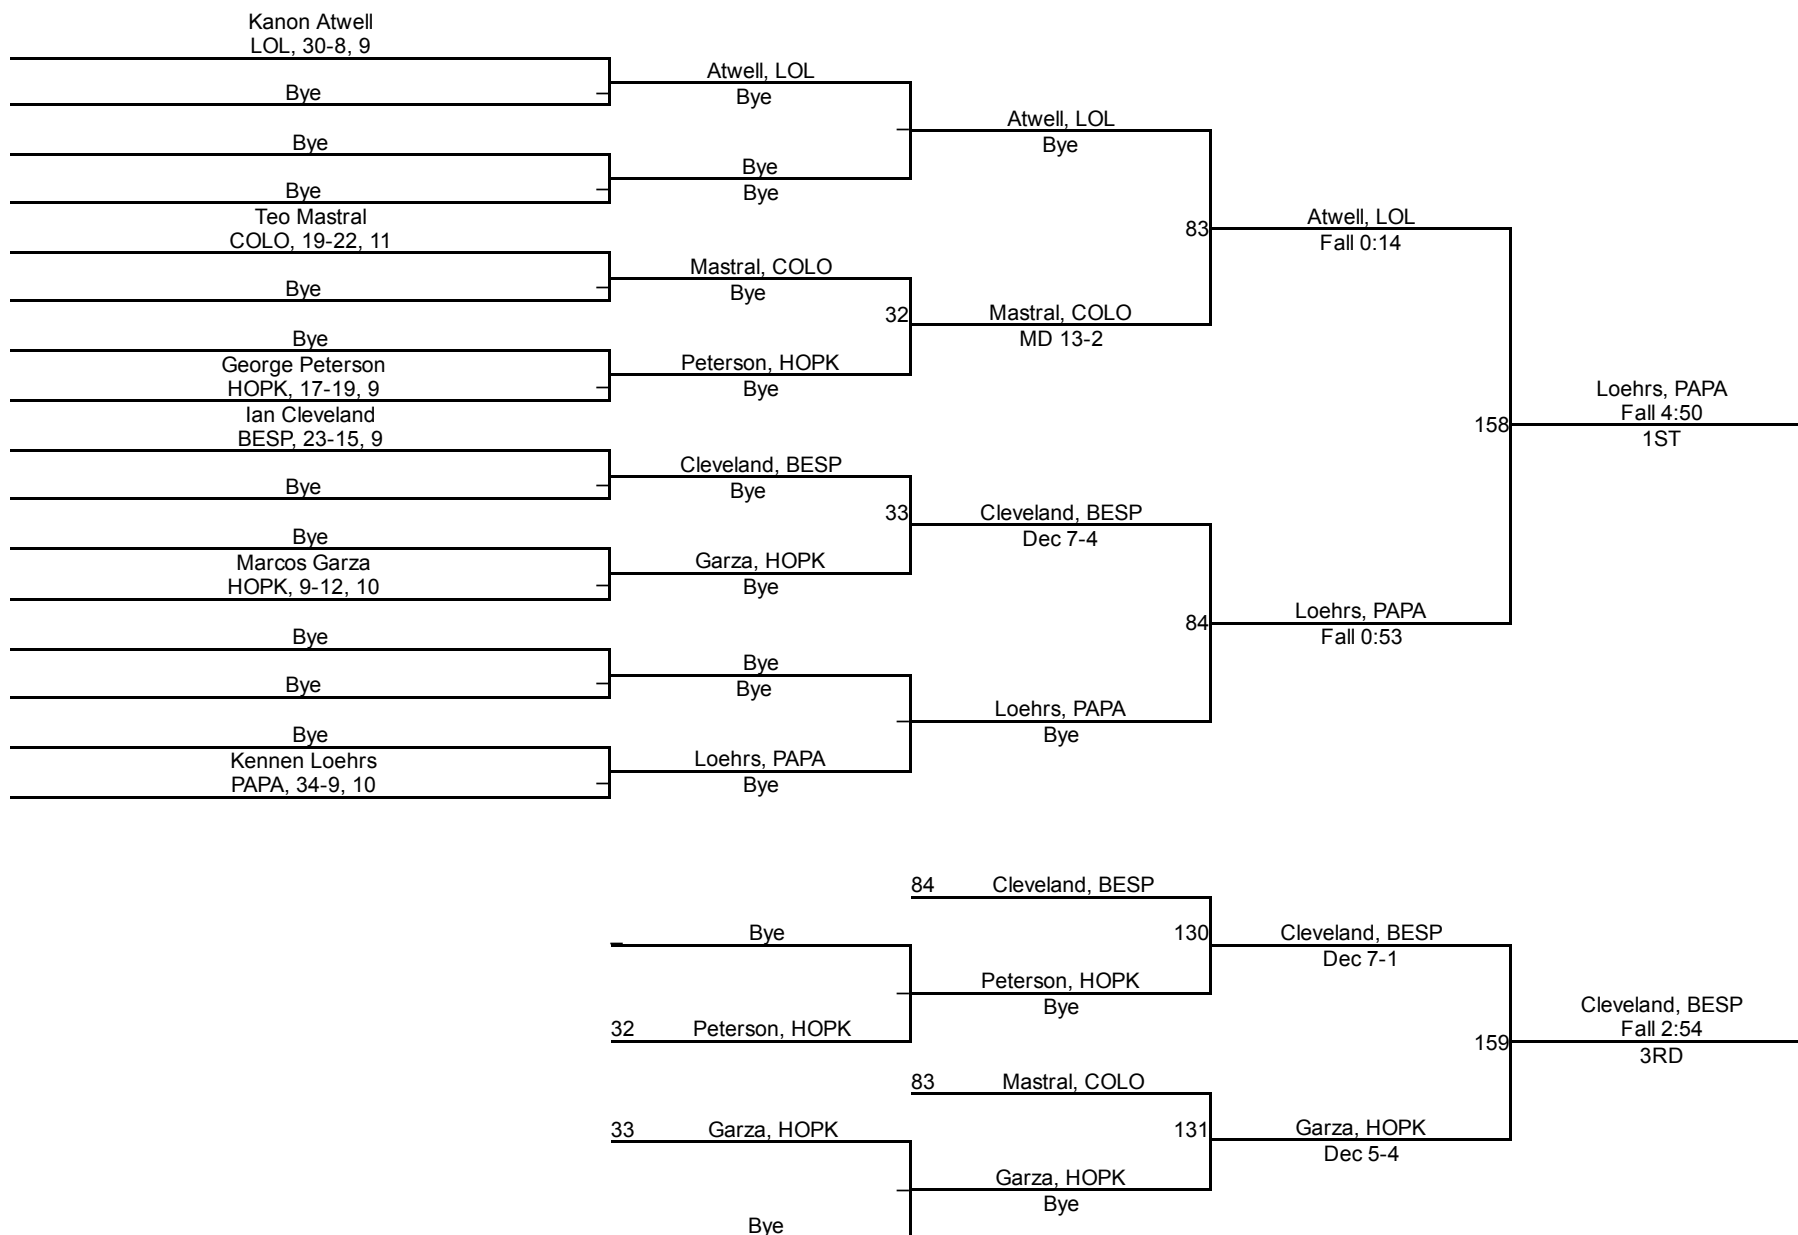 Kanon Atwell
LOL, 30-8, 9
Bye
Bye
Bye
Teo Mastral
COLO, 19-22, 11
Bye
Bye
George Peterson
HOPK, 17-19, 9
Ian Cleveland
BESP, 23-15, 9
Bye
Bye
Marcos Garza
HOPK, 9-12, 10
Bye
Bye
Bye
Kennen Loehrs
PAPA, 34-9, 10
Atwell, LOL
Bye
Bye
Bye
Mastral, COLO
Bye
32
Peterson, HOPK
Bye
Cleveland, BESP
Bye
33
Garza, HOPK
Bye
Bye
Bye
Loehrs, PAPA
Bye
Atwell, LOL
Bye
83
Mastral, COLO
MD 13-2
Cleveland, BESP
Dec 7-4
84
Loehrs, PAPA
Bye
Atwell, LOL
Fall 0:14
158
Loehrs, PAPA
Fall 0:53
Loehrs, PAPA
Fall 4:50
1ST
84 Cleveland, BESP
Bye
130
Peterson, HOPK
Bye
32 Peterson, HOPK
83 Mastral, COLO
33 Garza, HOPK
131
Garza, HOPK
Bye
Bye
Cleveland, BESP
Dec 7-1
159
Garza, HOPK
Dec 5-4
Cleveland, BESP
Fall 2:54
3RD